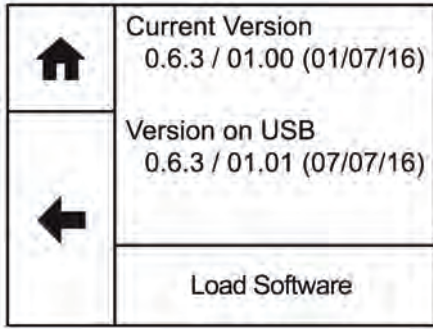 Current Version
0.6.3 / 01.00 (01/07/16)
Version on USB
0.6.3 / 01.01 (07/07/16)
Load Software